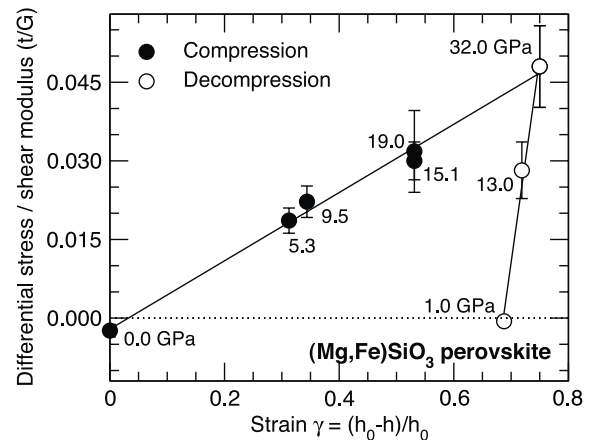 Differential stress / shear modulus (t/G)
Compression
Decompression
32.0 GPa
0.045
19.0
0.030
15.1
13.0
9.5
0.015
5.3
1.0 GPa
0.000
0.0 GPa
(Mg,Fe)SiO₃ perovskite
0 0.2 0.4 0.6 0.8
Strain γ = (h₀-h)/h₀